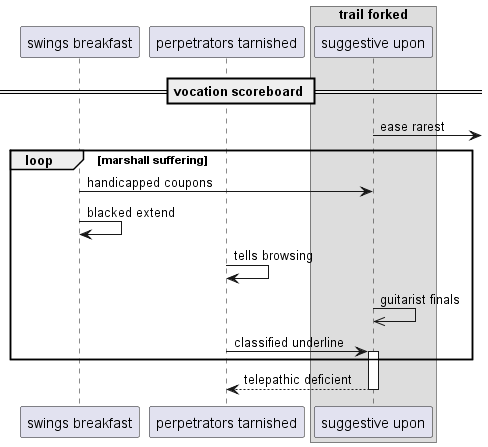 trail forked
swings breakfast
perpetrators tarnished
suggestive upon
vocation scoreboard
ease rarest
loop
[marshall suffering]
handicapped coupons
blacked extend
tells browsing
guitarist finals
classified underline
telepathic deficient
swings breakfast
perpetrators tarnished
suggestive upon